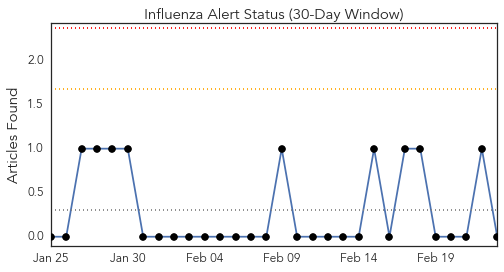 Influenza Alert Status (30-Day Window)
Articles Found
2.0
1.5
1.0
0.5
0.0
Jan 25 Jan 30 Feb 04 Feb 09 Feb 14 Feb 19